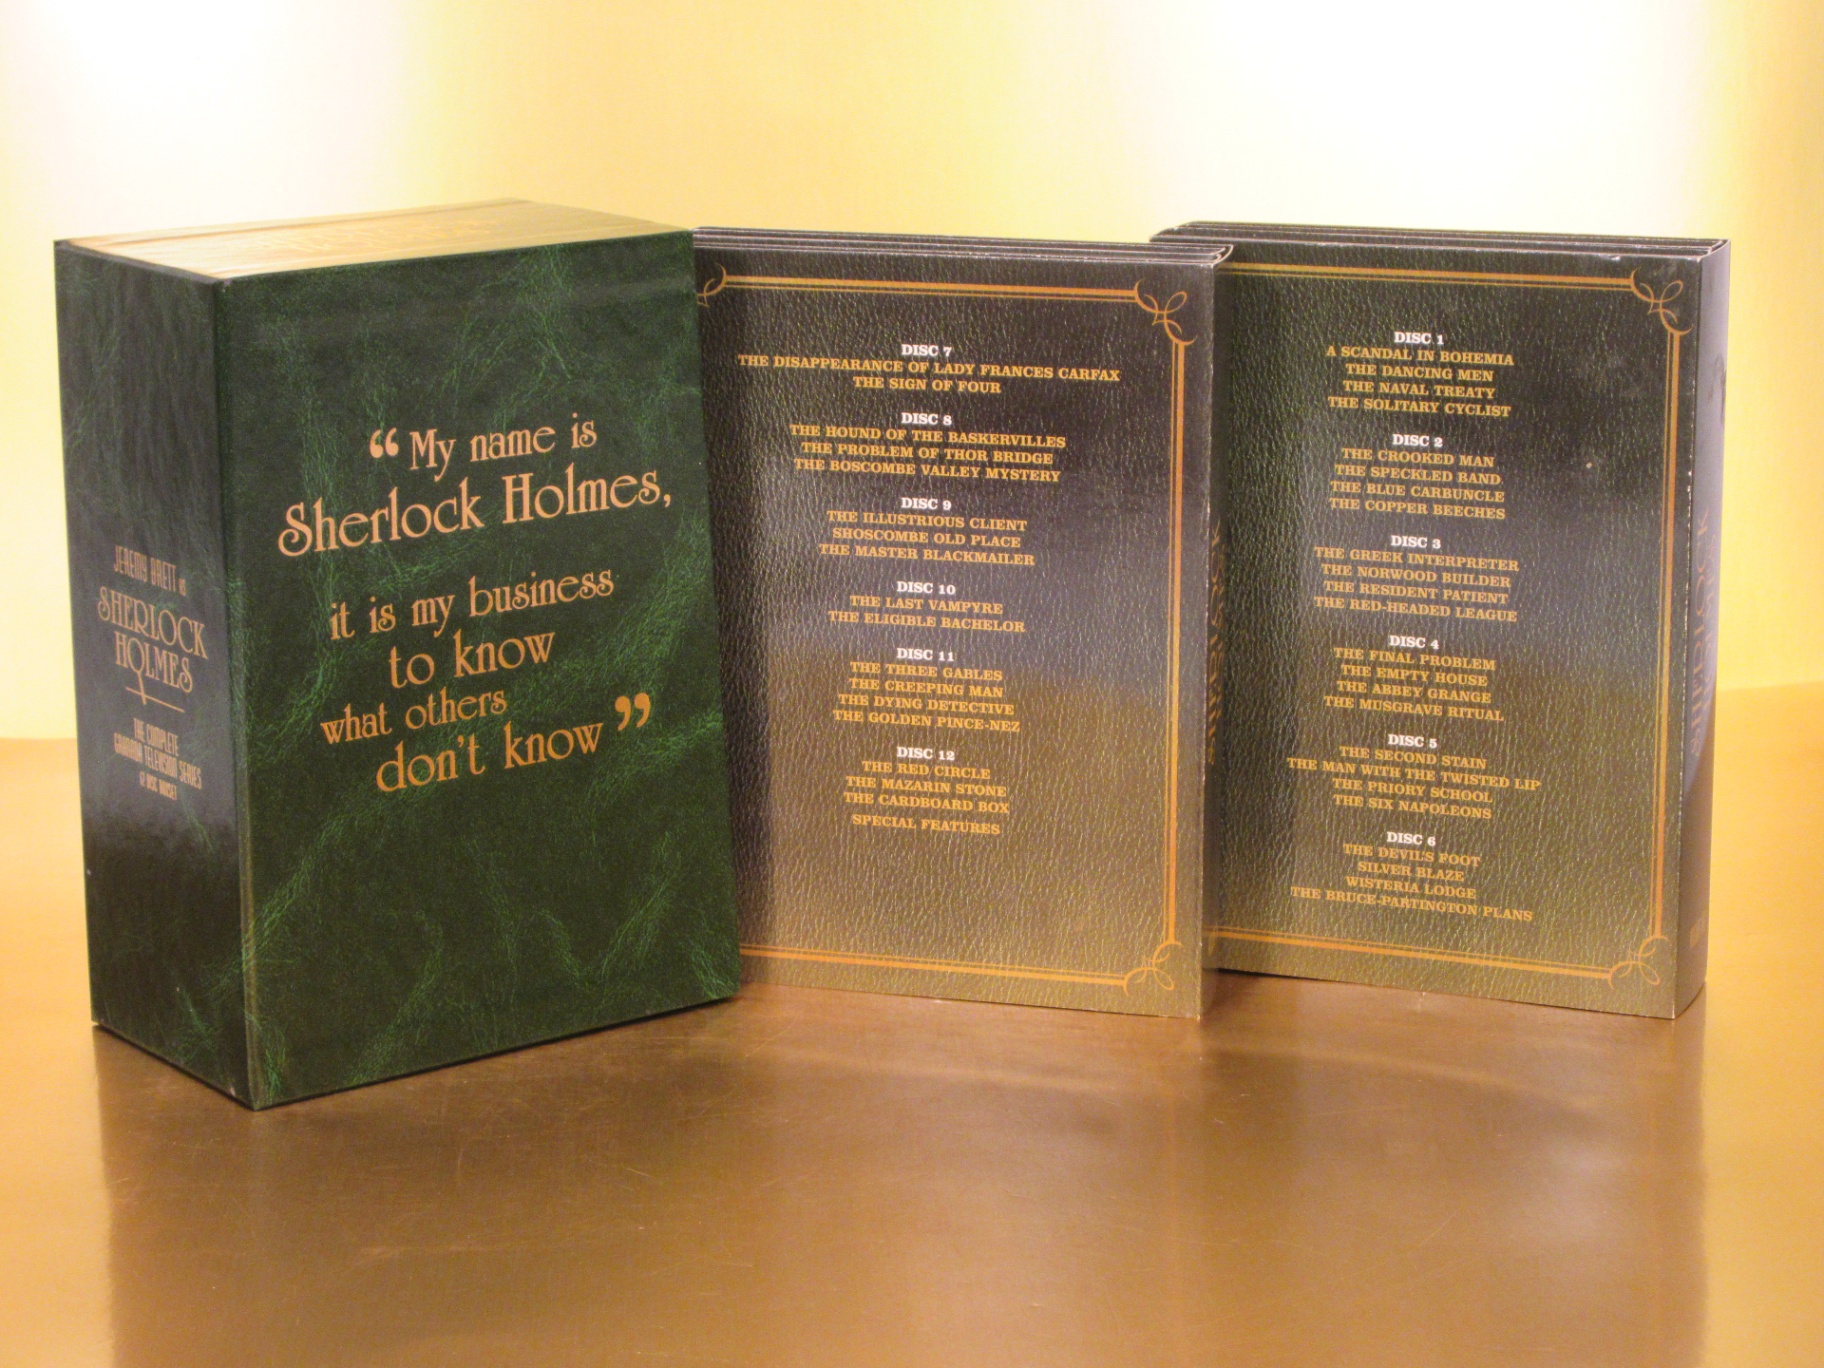 JEREMY BRETT is
SHERLOCK
HOLMES
THE COMPLETE
GRANADA TELEVISION SERIES
12 DISC BOXSET
“ My name is
Sherlock Holmes,
it is my business
to know
what others
don't know ”
DISC 7
THE DISAPPEARANCE OF LADY FRANCES CARFAX
THE SIGN OF FOUR
DISC 8
THE HOUND OF THE BASKERVILLES
THE PROBLEM OF THOR BRIDGE
THE BOSCOMBE VALLEY MYSTERY
DISC 9
THE ILLUSTRIOUS CLIENT
SHOSCOMBE OLD PLACE
THE MASTER BLACKMAILER
DISC 10
THE LAST VAMPYRE
THE ELIGIBLE BACHELOR
DISC 11
THE THREE GABLES
THE CREEPING MAN
THE DYING DETECTIVE
THE GOLDEN PINCE-NEZ
DISC 12
THE RED CIRCLE
THE MAZARIN STONE
THE CARDBOARD BOX
SPECIAL FEATURES
DISC 1
A SCANDAL IN BOHEMIA
THE DANCING MEN
THE NAVAL TREATY
THE SOLITARY CYCLIST
DISC 2
THE CROOKED MAN
THE SPECKLED BAND
THE BLUE CARBUNCLE
THE COPPER BEECHES
DISC 3
THE GREEK INTERPRETER
THE NORWOOD BUILDER
THE RESIDENT PATIENT
THE RED-HEADED LEAGUE
DISC 4
THE FINAL PROBLEM
THE EMPTY HOUSE
THE ABBEY GRANGE
THE MUSGRAVE RITUAL
DISC 5
THE SECOND STAIN
THE MAN WITH THE TWISTED LIP
THE PRIORY SCHOOL
THE SIX NAPOLEONS
DISC 6
THE DEVIL'S FOOT
SILVER BLAZE
WISTERIA LODGE
THE BRUCE-PARTINGTON PLANS
SHERLOCK